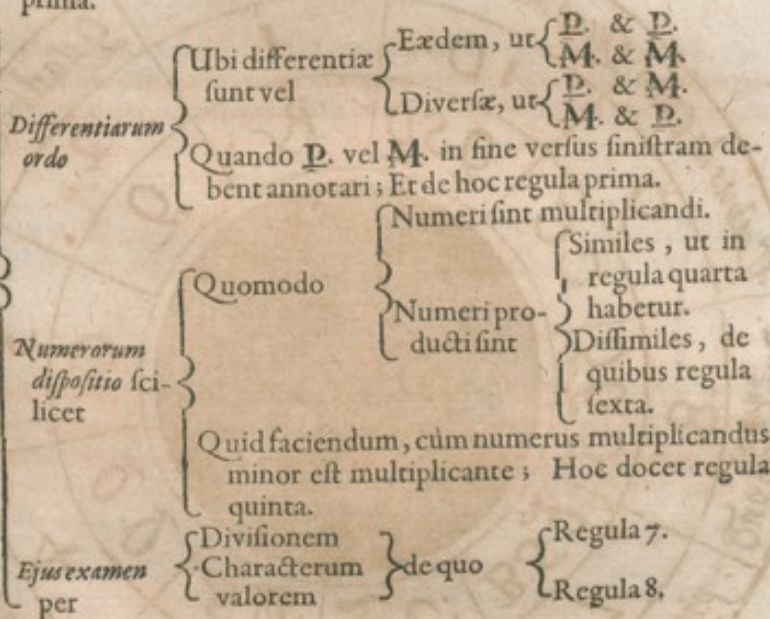 prima.
Differentiarum
ordo
Ubi differentiæ
ſunt vel
Eædem, ut
P. & P.
M. & M.
Diverſæ, ut
P. & M.
M. & P.
Quando P. vel M. in fine verſus ſiniſtram de-
bent annotari; Et de hoc regula prima.
Numerorum
diſpoſitio ſci-
licet
Quomodo
Numeri ſint multiplicandi.
Numeri pro-
ducti ſint
Similes, ut in
regula quarta
habetur.
Diſſimiles, de
quibus regula
ſexta.
Quid faciendum, cùm numerus multiplicandus
minor eſt multiplicante; Hoc docet regula
quinta.
Ejus examen
per
Diviſionem
Characterum
valorem
de quo
Regula 7.
Regula 8.